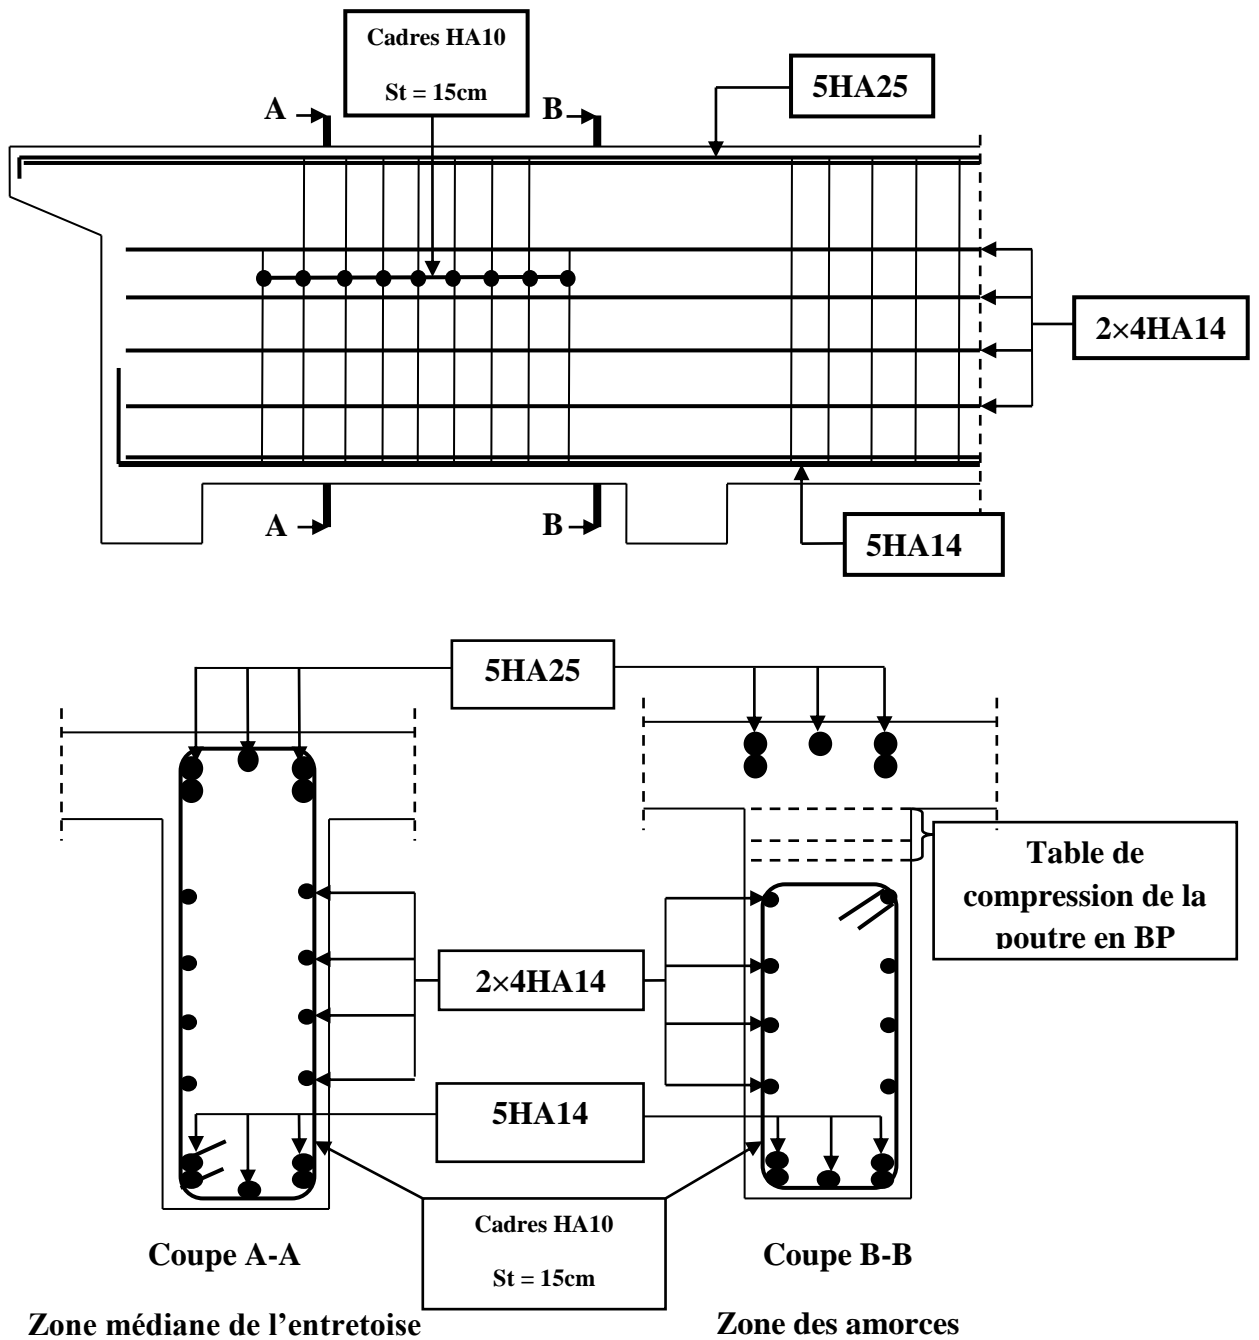 Cadres HA10
St = 15cm
5HA25
A
B
2×4HA14
A
B
5HA14
5HA25
Table de
compression de la
poutre en BP
2×4HA14
5HA14
Cadres HA10
St = 15cm
Coupe A-A
Coupe B-B
Zone médiane de l’entretoise
Zone des amorces